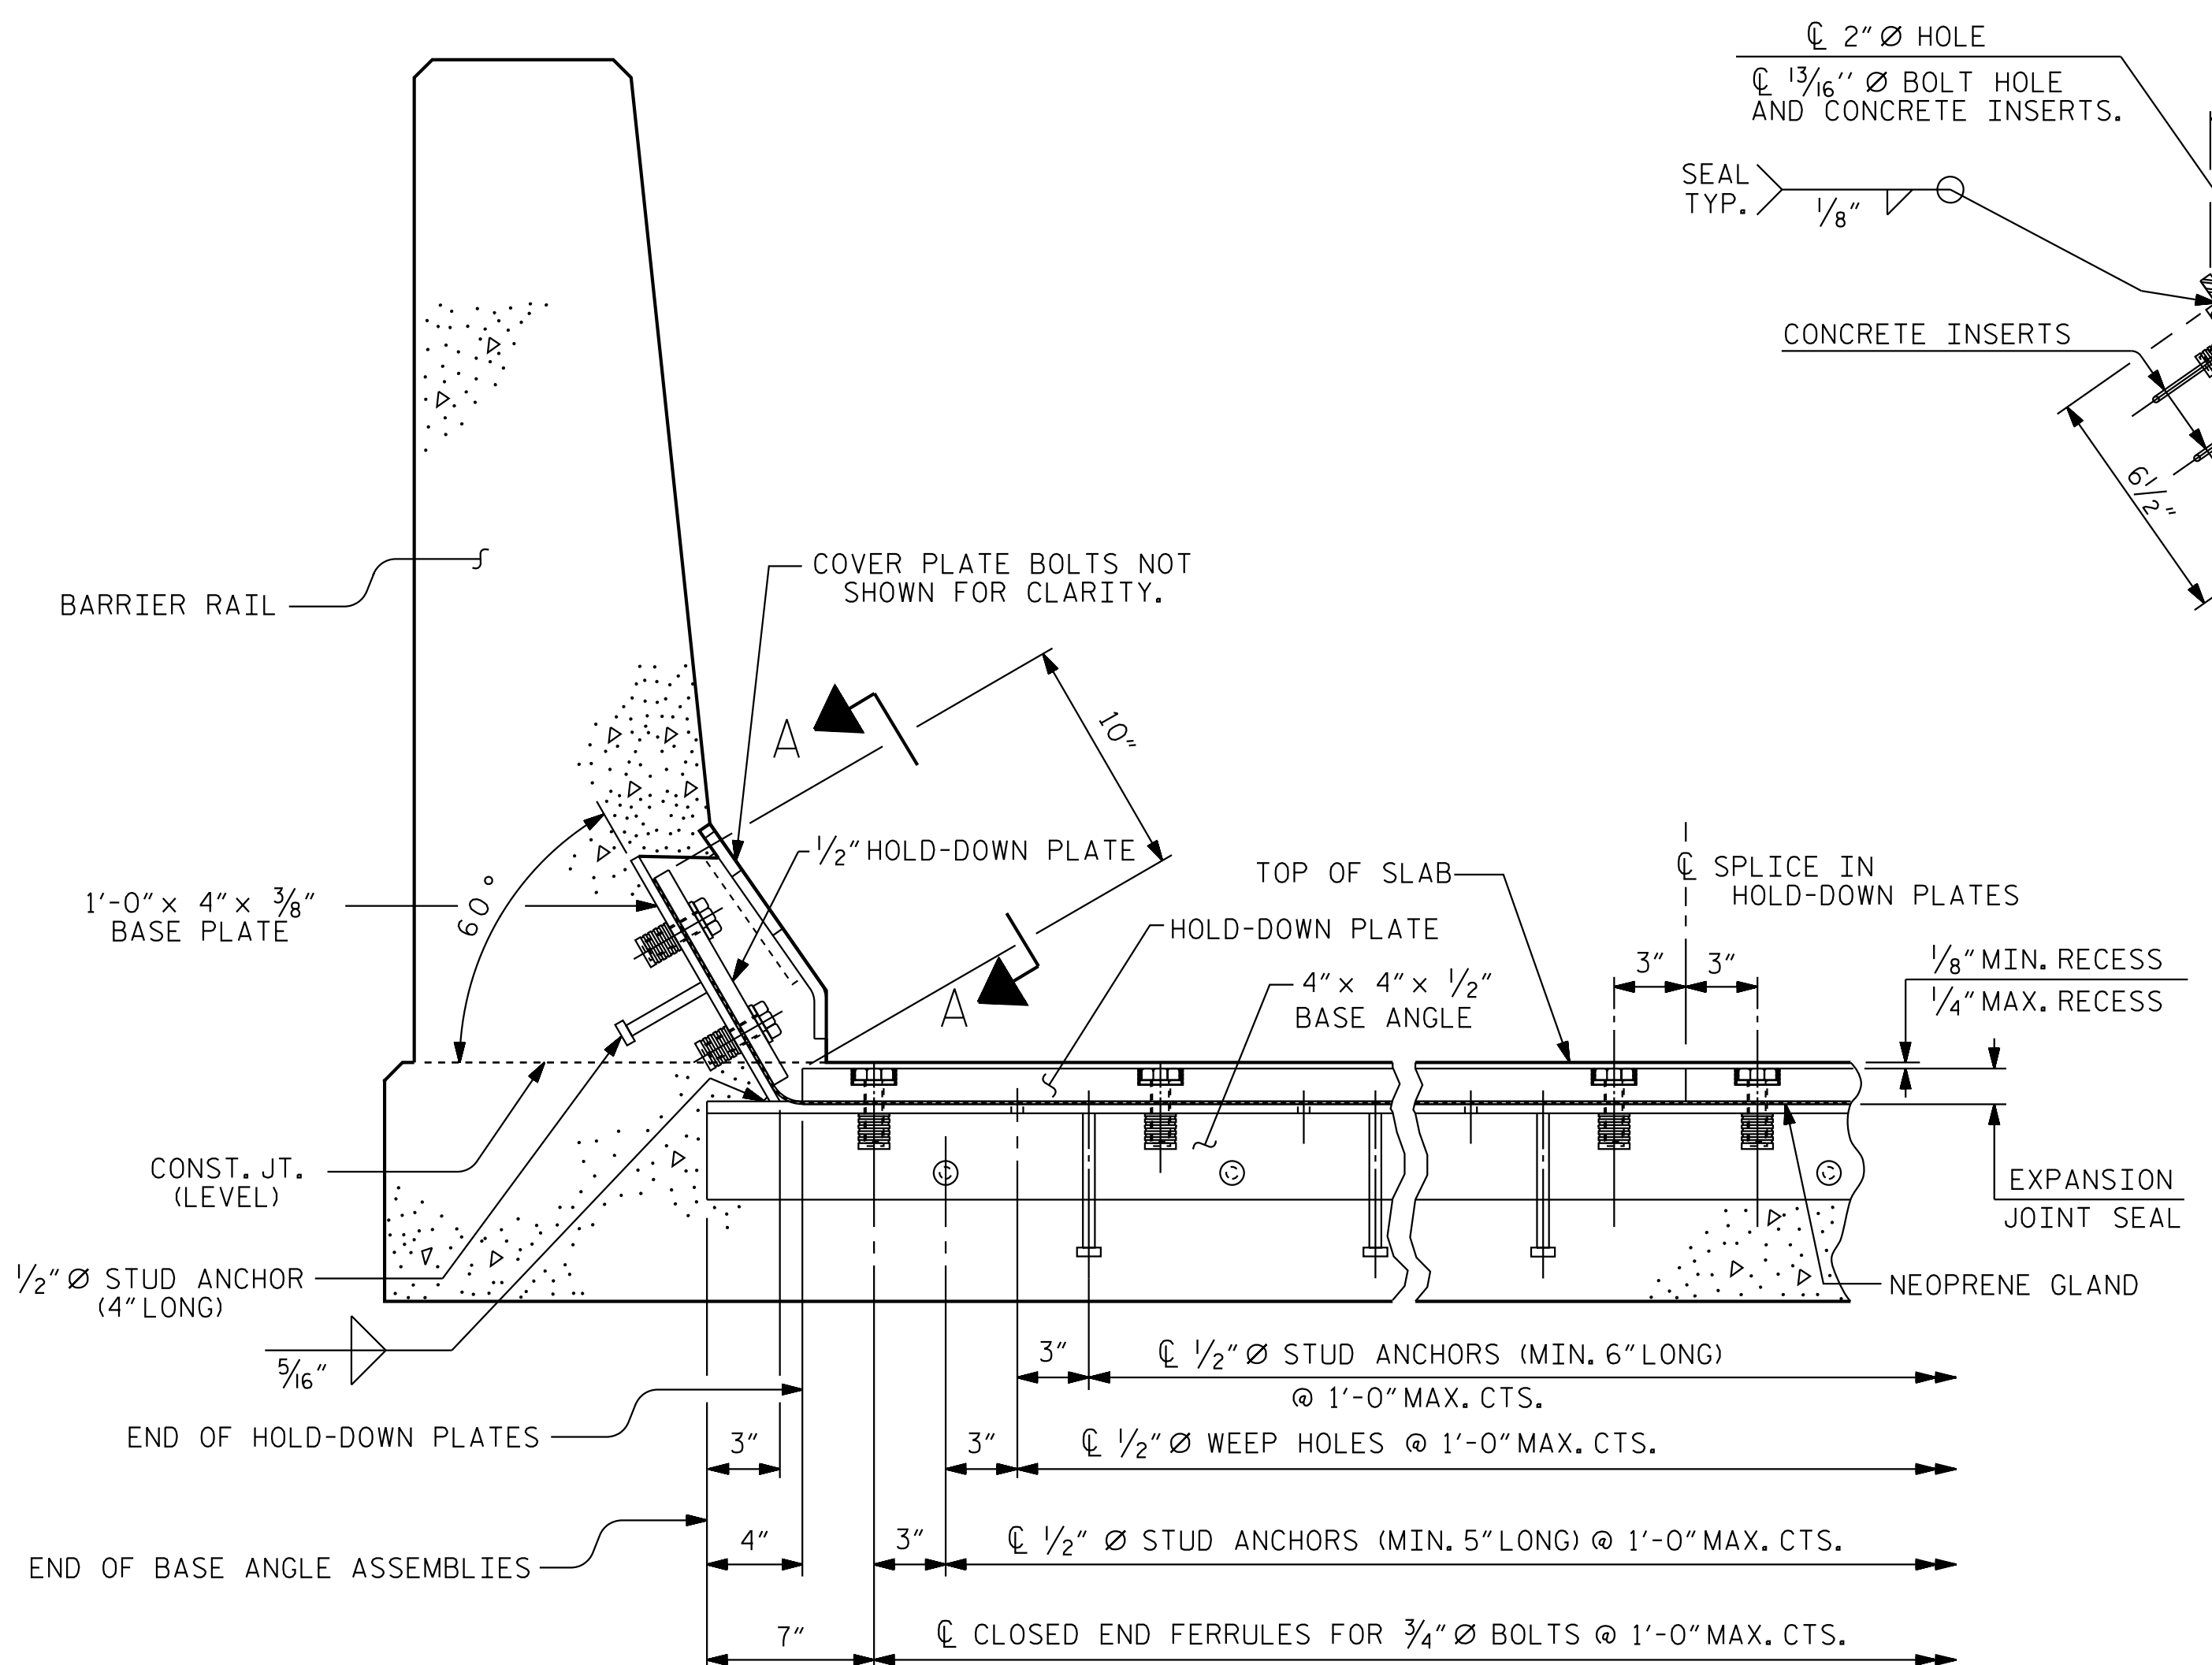 ℄ 2"Ø HOLE
℄ 13/16'' Ø BOLT HOLE
AND CONCRETE INSERTS.
SEAL
TYP.
1/8"
CONCRETE INSERTS
6 1/2"
COVER PLATE BOLTS NOT
SHOWN FOR CLARITY.
BARRIER RAIL
A
10"
1/2" HOLD-DOWN PLATE
TOP OF SLAB
℄ SPLICE IN
HOLD-DOWN PLATES
1'-0" x 4" x 3/8"
BASE PLATE
60°
HOLD-DOWN PLATE
3"
3"
1/8" MIN. RECESS
1/4" MAX. RECESS
4" x 4" x 1/2"
BASE ANGLE
A
CONST. JT.
(LEVEL)
EXPANSION
JOINT SEAL
1/2" Ø STUD ANCHOR
(4" LONG)
NEOPRENE GLAND
5/16"
3"
℄ 1/2" Ø STUD ANCHORS (MIN. 6" LONG)
@ 1'-0" MAX. CTS.
END OF HOLD-DOWN PLATES
3"
3"
℄ 1/2" Ø WEEP HOLES @ 1'-0" MAX. CTS.
4"
3"
℄ 1/2" Ø STUD ANCHORS (MIN. 5" LONG) @ 1'-0" MAX. CTS.
END OF BASE ANGLE ASSEMBLIES
7"
℄ CLOSED END FERRULES FOR 3/4" Ø BOLTS @ 1'-0" MAX. CTS.